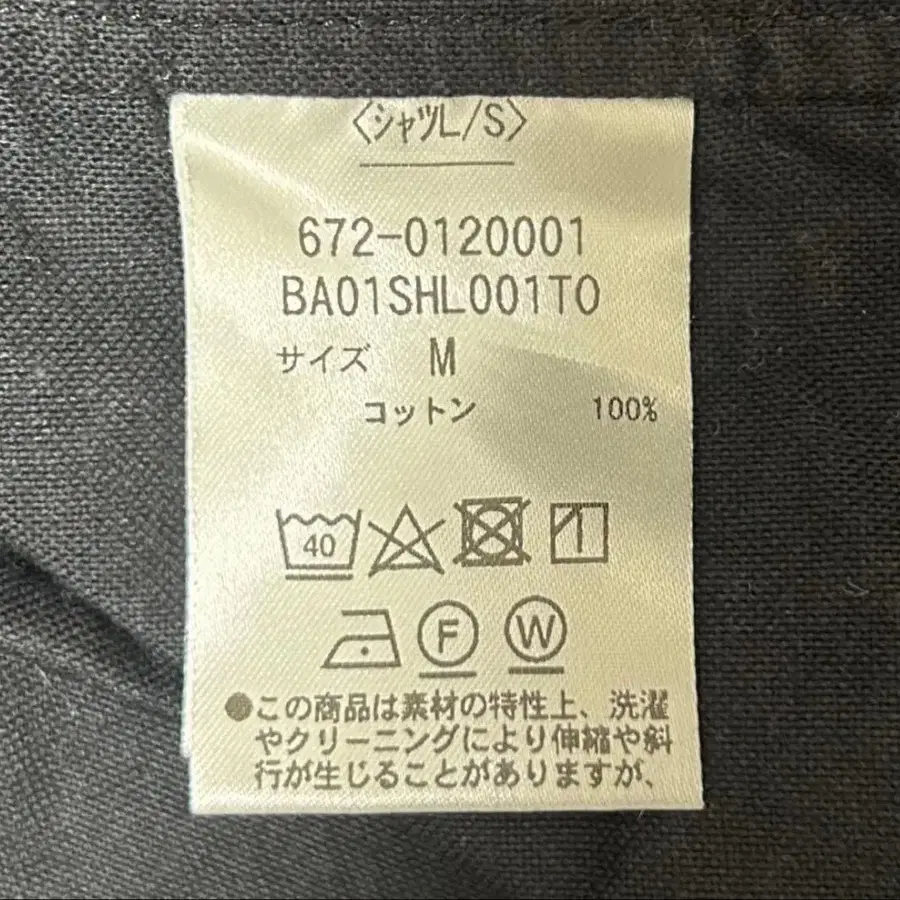 〈シャツL/S〉
672-0120001
BA01SHL001TO
サイズ M
コットン 100%
40
F W
●この商品は素材の特性上、洗濯
やクリーニングにより伸縮や斜
行が生じることがありますが、